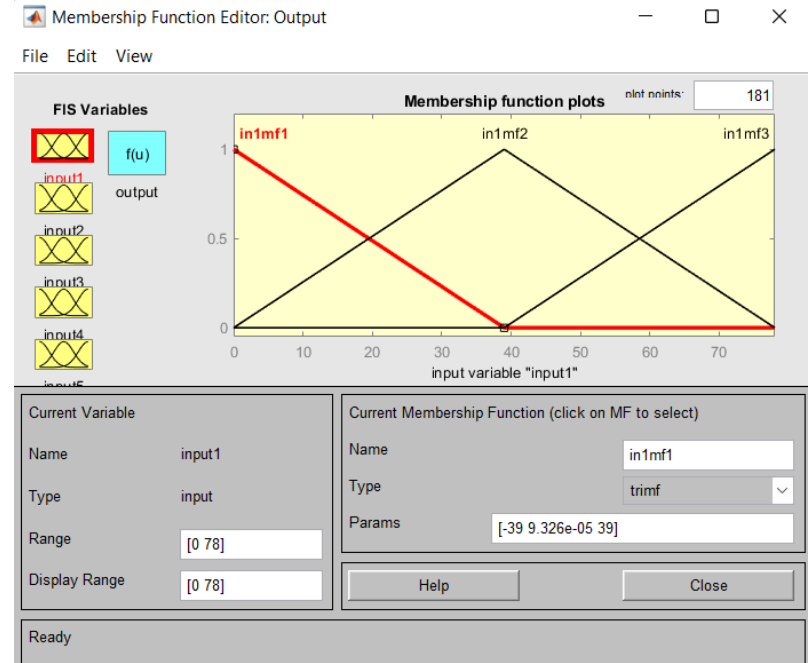 Membership Function Editor: Output
File Edit View
FIS Variables
f(u)
input1
output
input2
input3
input4
input5
Membership function plots
plot points:
181
in1mf1
in1mf2
in1mf3
1
0.5
0
0 10 20 30 40 50 60 70
input variable "input1"
Current Variable
Name input1
Type input
Range [0 78]
Display Range [0 78]
Current Membership Function (click on MF to select)
Name in1mf1
Type trimf
Params [-39 9.326e-05 39]
Help Close
Ready